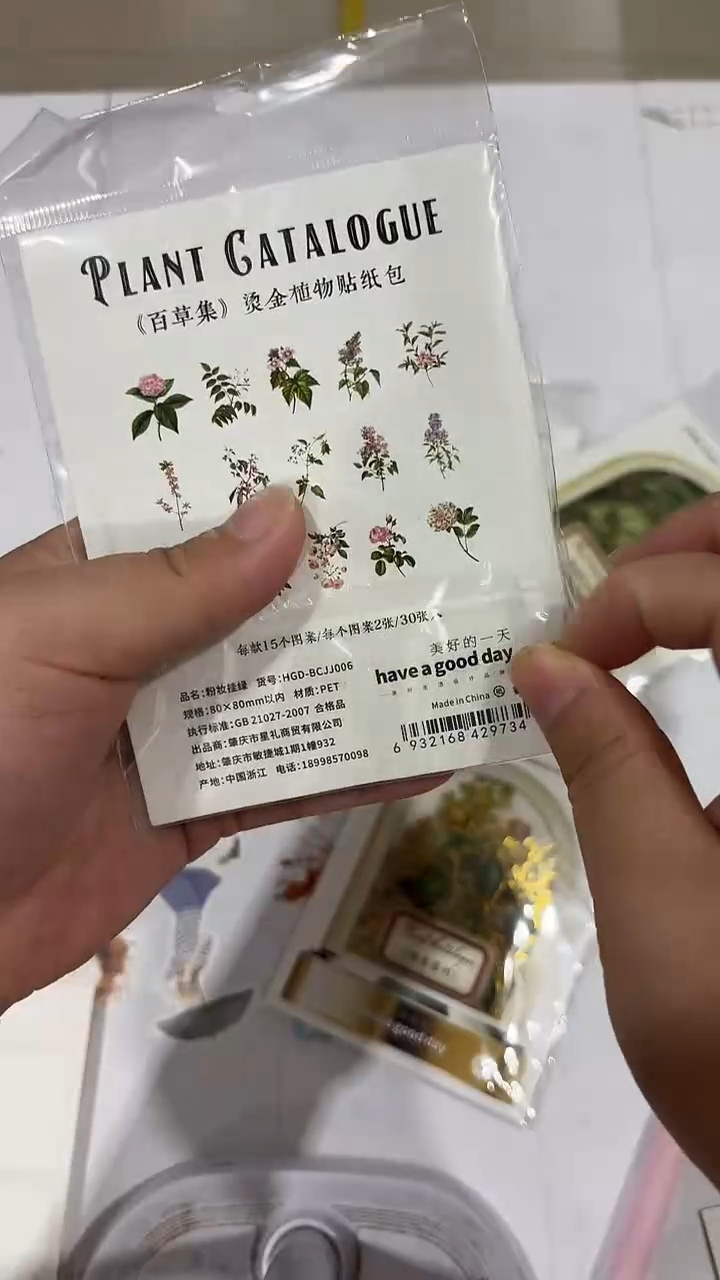 PLANT CATALOGUE
《百草集》烫金植物贴纸包
每款15个图案/每个图案2张/30张入
品名:粉妆挂绿 货号:HGD-BCJJ006
规格:80×80mm以内 材质:PET
执行标准:GB 21027-2007 合格品
出品商:肇庆市星礼商贸有限公司
地址:肇庆市敏捷城1期1幢932
产地:中国浙江 电话:18998570098
美好的一天
have a good day
Made in China
6 932168 429734